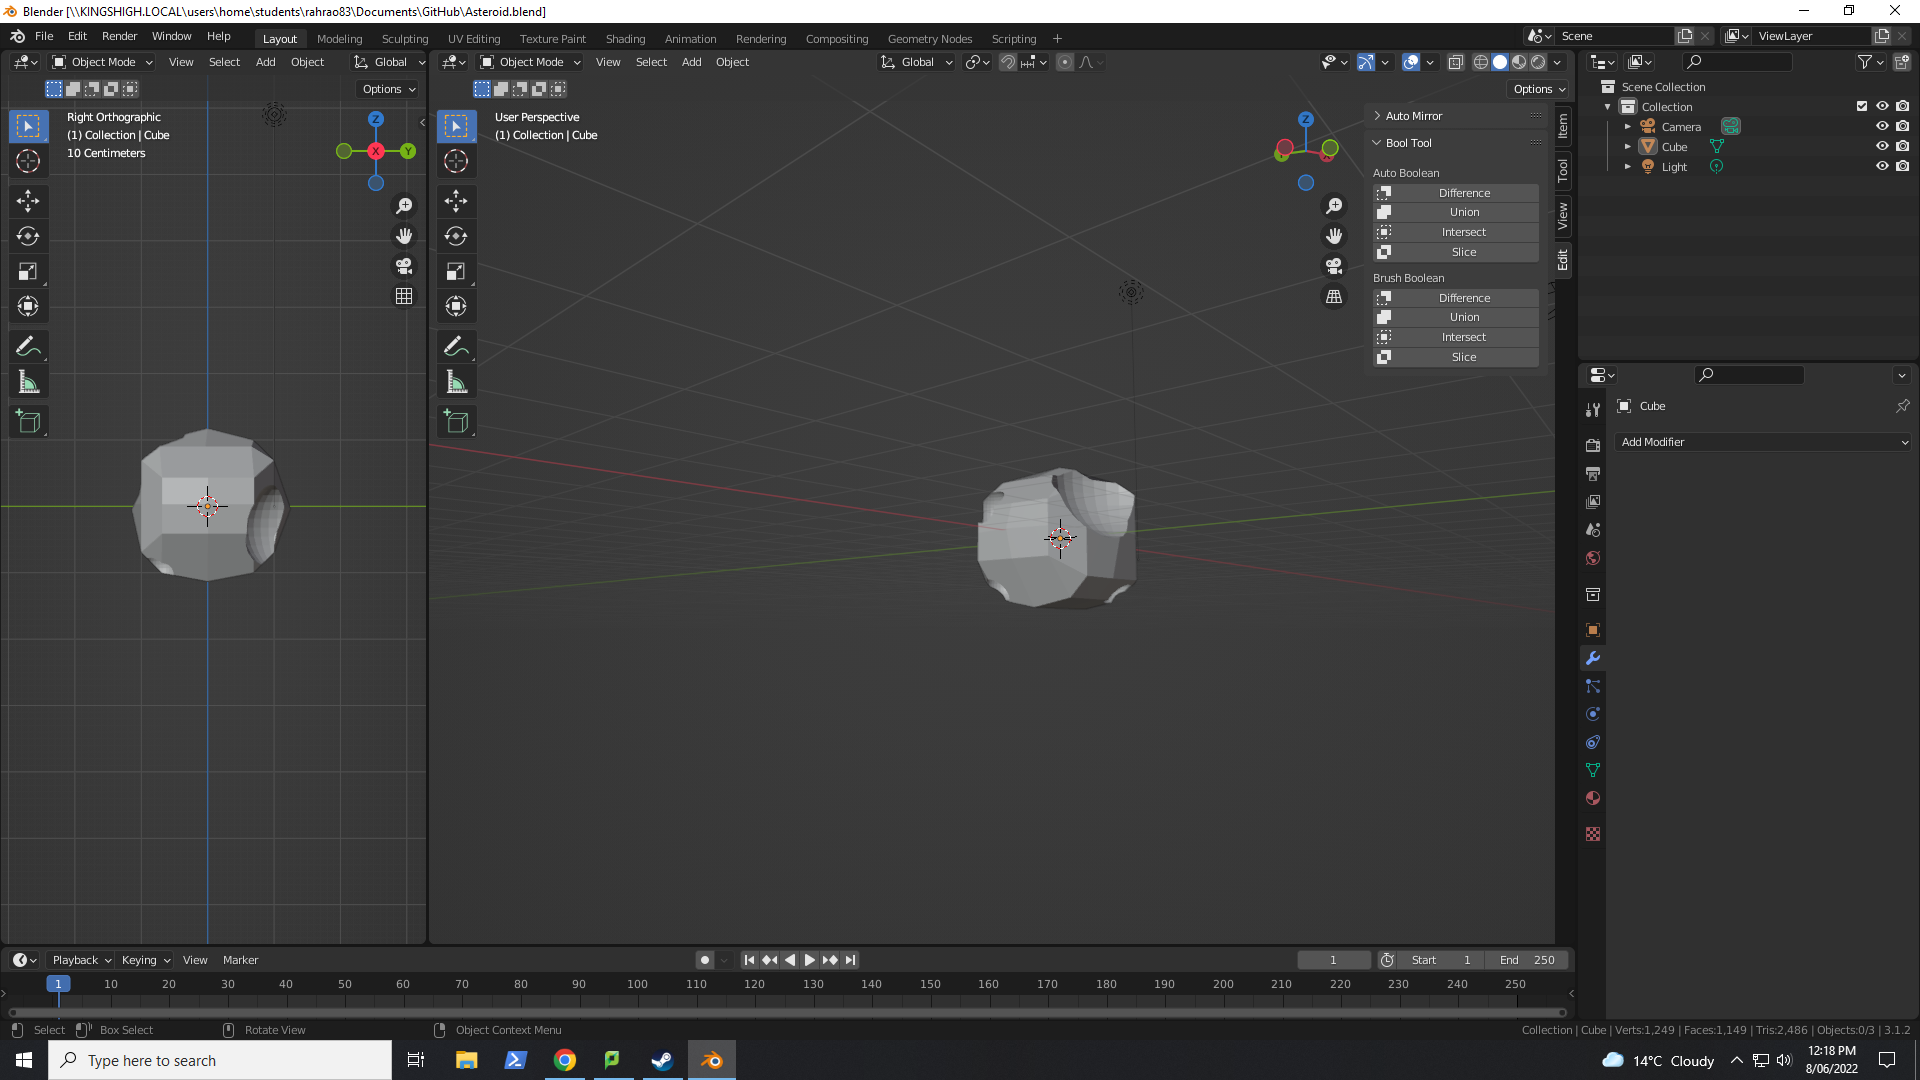 Blender [\\KINGSHIGH.LOCAL\users\home\students\rahrao83\Documents\GitHub\Asteroid.blend]
File Edit Render Window Help Layout Modeling Sculpting UV Editing Texture Paint Shading Animation Rendering Compositing Geometry Nodes Scripting + Scene ViewLayer
Object Mode View Select Add Object Global
Object Mode View Select Add Object Global
Options
Options
Right Orthographic
(1) Collection | Cube
10 Centimeters
Z
X
Y
User Perspective
(1) Collection | Cube
Z
X
Auto Mirror
Bool Tool
Auto Boolean
Difference
Union
Intersect
Slice
Brush Boolean
Difference
Union
Intersect
Slice
Item
Tool
View
Edit
Scene Collection
Collection
Camera
Cube
Light
Cube
Add Modifier
Playback Keying View Marker
1 Start 1 End 250
1 10 20 30 40 50 60 70 80 90 100 110 120 130 140 150 160 170 180 190 200 210 220 230 240 250
Select Box Select Rotate View Object Context Menu
Collection | Cube | Verts:1,249 | Faces:1,149 | Tris:2,486 | Objects:0/3 | 3.1.2
Type here to search
14°C Cloudy
12:18 PM
8/06/2022